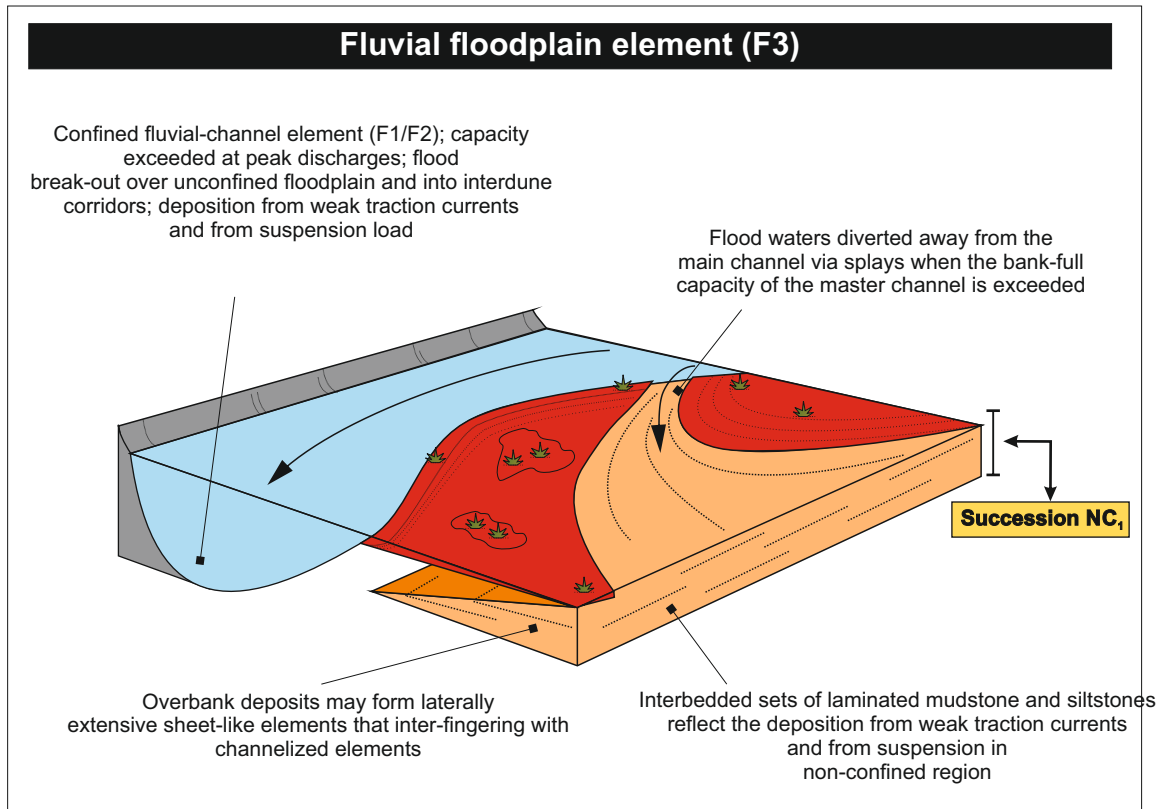 Fluvial floodplain element (F3)
Confined fluvial-channel element (F1/F2); capacity
exceeded at peak discharges; flood
break-out over unconfined floodplain and into interdune
corridors; deposition from weak traction currents
and from suspension load
Flood waters diverted away from the
main channel via splays when the bank-full
capacity of the master channel is exceeded
Succession NC₁
Overbank deposits may form laterally
extensive sheet-like elements that inter-fingering with
channelized elements
Interbedded sets of laminated mudstone and siltstones
reflect the deposition from weak traction currents
and from suspension in
non-confined region